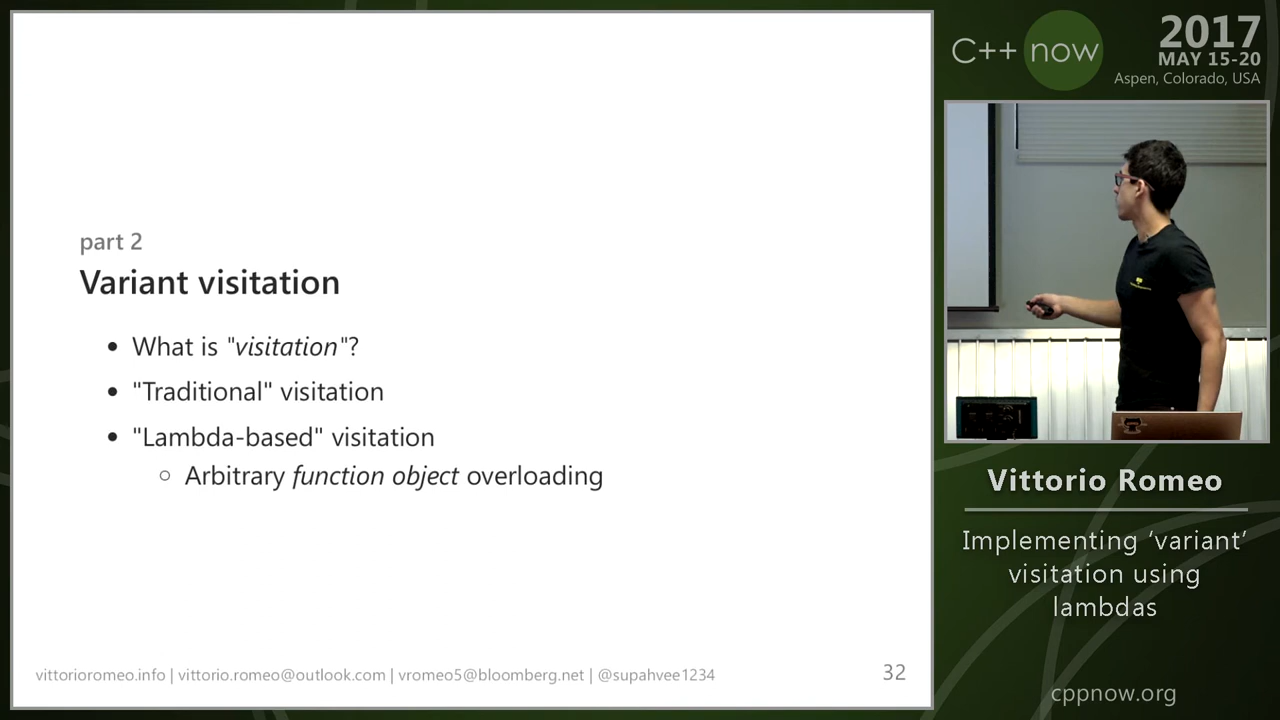 part 2
Variant visitation
• What is "visitation"?
• "Traditional" visitation
• "Lambda-based" visitation
○ Arbitrary function object overloading
vittorioromeo.info | vittorio.romeo@outlook.com | vromeo5@bloomberg.net | @supahvee1234
32
C++ now
2017
MAY 15-20
Aspen, Colorado, USA
Vittorio Romeo
Implementing ‘variant’
visitation using
lambdas
cppnow.org